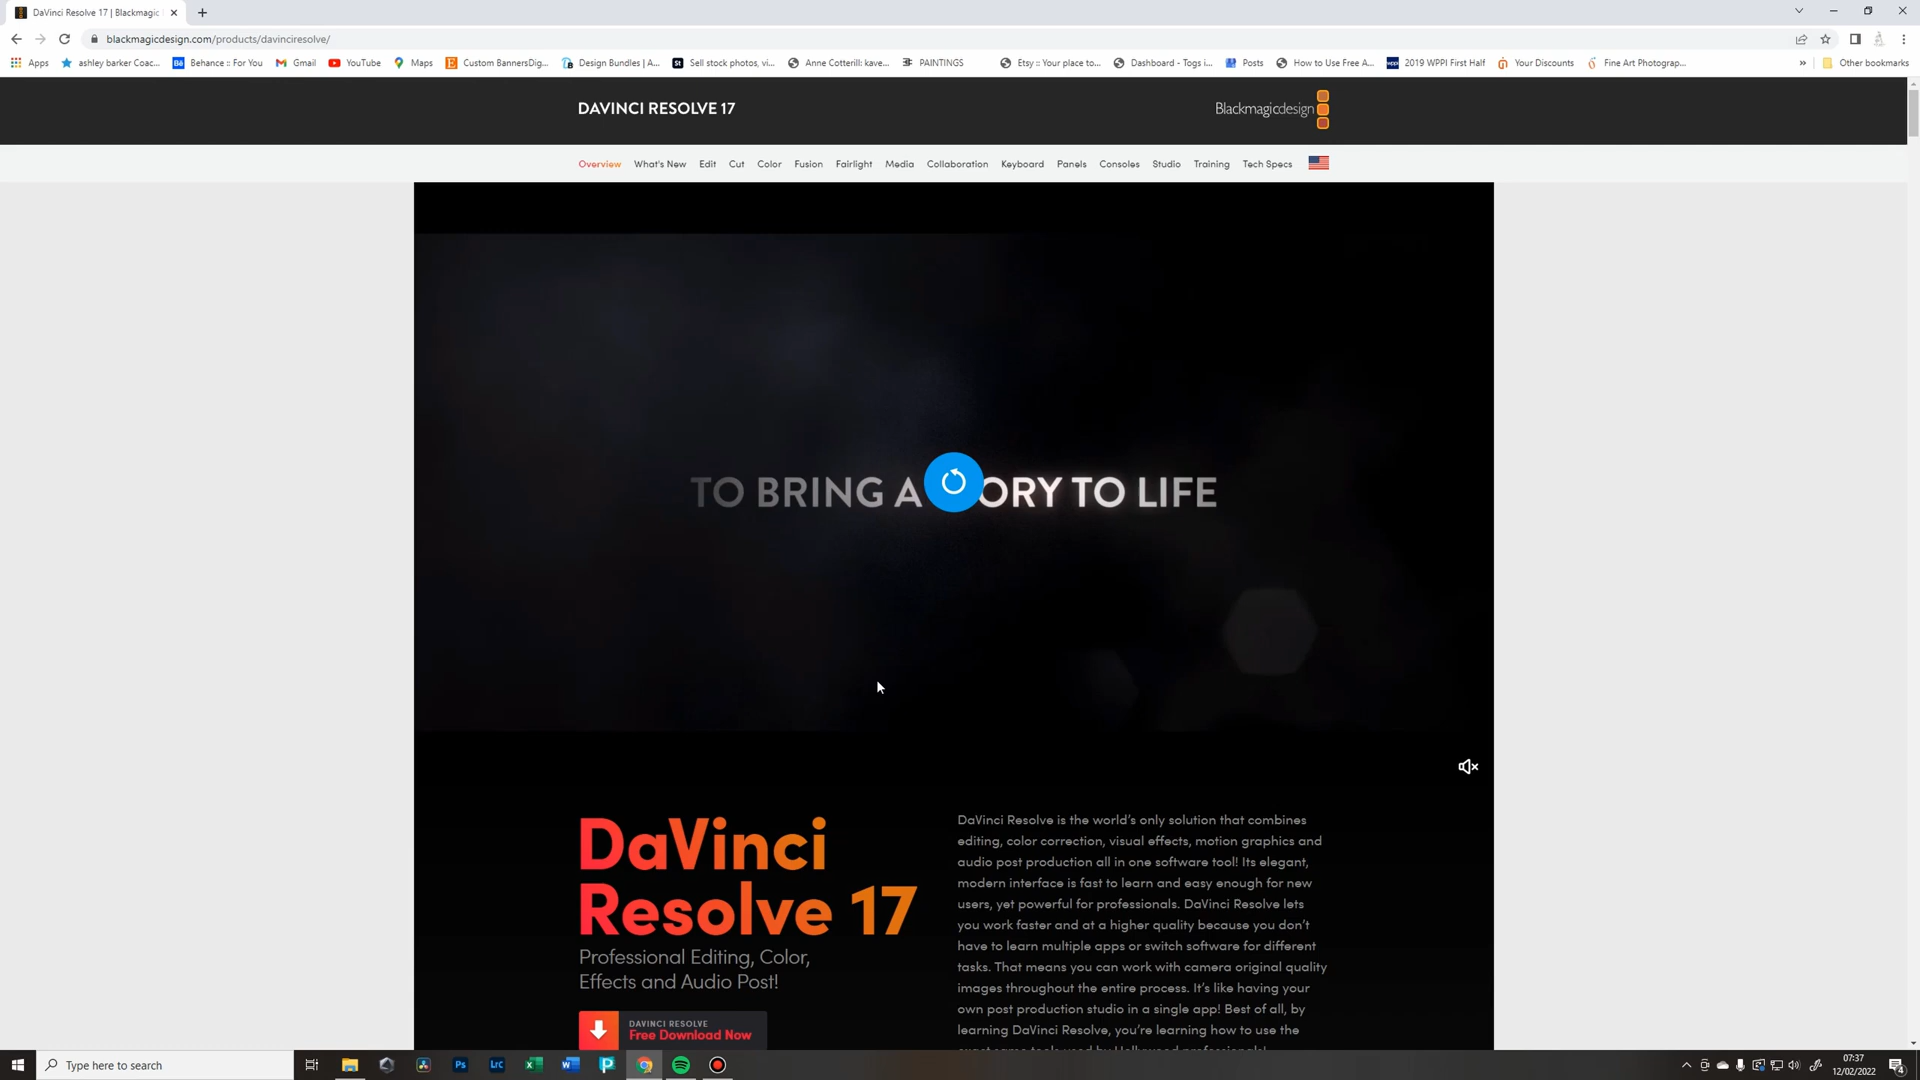 DaVinci Resolve 17 | Blackmagic
blackmagicdesign.com/products/davinciresolve/
Apps
ashley barker Coac...
Behance :: For You
Gmail
YouTube
Maps
Custom BannersDig...
Design Bundles | A...
Sell stock photos, vi...
Anne Cotterill: kave...
PAINTINGS
Etsy :: Your place to...
Dashboard - Togs i...
Posts
How to Use Free A...
2019 WPPI First Half
Your Discounts
Fine Art Photograp...
Other bookmarks
DAVINCI RESOLVE 17
Blackmagicdesign
Overview What's New Edit Cut Color Fusion Fairlight Media Collaboration Keyboard Panels Consoles Studio Training Tech Specs
TO BRING A ORY TO LIFE
DaVinci
Resolve 17
Professional Editing, Color,
Effects and Audio Post!
DAVINCI RESOLVE
Free Download Now
DaVinci Resolve is the world's only solution that combines
editing, color correction, visual effects, motion graphics and
audio post production all in one software tool! Its elegant,
modern interface is fast to learn and easy enough for new
users, yet powerful for professionals. DaVinci Resolve lets
you work faster and at a higher quality because you don't
have to learn multiple apps or switch software for different
tasks. That means you can work with camera original quality
images throughout the entire process. It's like having your
own post production studio in a single app! Best of all, by
learning DaVinci Resolve, you're learning how to use the
exact same tools used by Hollywood professionals!
Type here to search
Ps
Lrc
07:37
12/02/2022
4